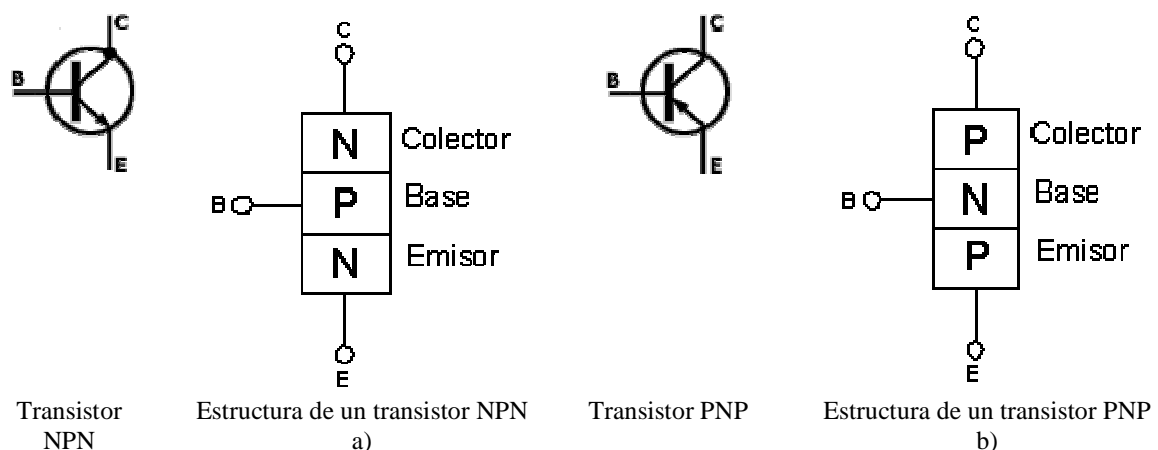 C
B
E
C
N Colector
B P Base
N Emisor
E
C
B
E
C
P Colector
B N Base
P Emisor
E
Transistor
NPN
Estructura de un transistor NPN
a)
Transistor PNP
Estructura de un transistor PNP
b)